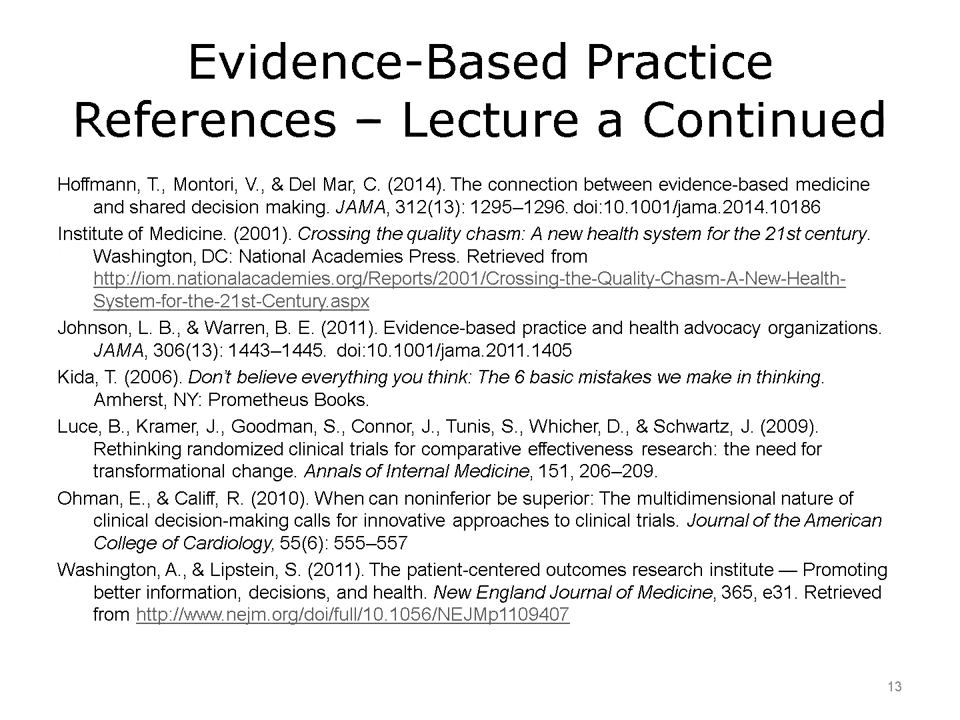 Evidence-Based Practice
References – Lecture a Continued
Hoffmann, T., Montori, V., & Del Mar, C. (2014). The connection between evidence-based medicine
and shared decision making. JAMA, 312(13): 1295–1296. doi:10.1001/jama.2014.10186
Institute of Medicine. (2001). Crossing the quality chasm: A new health system for the 21st century.
Washington, DC: National Academies Press. Retrieved from
http://iom.nationalacademies.org/Reports/2001/Crossing-the-Quality-Chasm-A-New-Health-
System-for-the-21st-Century.aspx
Johnson, L. B., & Warren, B. E. (2011). Evidence-based practice and health advocacy organizations.
JAMA, 306(13): 1443–1445. doi:10.1001/jama.2011.1405
Kida, T. (2006). Don’t believe everything you think: The 6 basic mistakes we make in thinking.
Amherst, NY: Prometheus Books.
Luce, B., Kramer, J., Goodman, S., Connor, J., Tunis, S., Whicher, D., & Schwartz, J. (2009).
Rethinking randomized clinical trials for comparative effectiveness research: the need for
transformational change. Annals of Internal Medicine, 151, 206–209.
Ohman, E., & Califf, R. (2010). When can noninferior be superior: The multidimensional nature of
clinical decision-making calls for innovative approaches to clinical trials. Journal of the American
College of Cardiology, 55(6): 555–557
Washington, A., & Lipstein, S. (2011). The patient-centered outcomes research institute — Promoting
better information, decisions, and health. New England Journal of Medicine, 365, e31. Retrieved
from http://www.nejm.org/doi/full/10.1056/NEJMp1109407
13